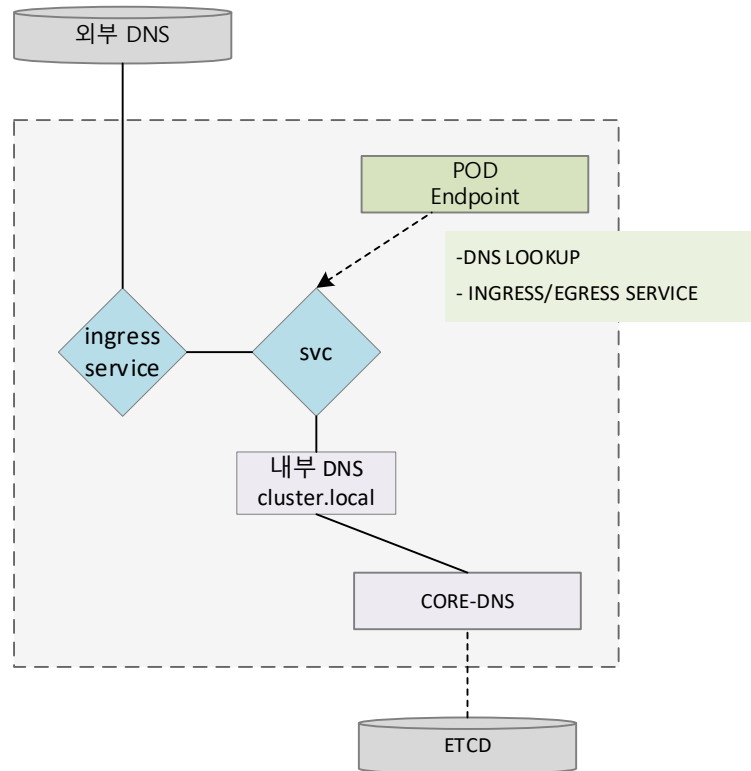 외부 DNS
POD
Endpoint
-DNS LOOKUP
- INGRESS/EGRESS SERVICE
ingress
service
svc
내부 DNS
cluster.local
CORE-DNS
ETCD